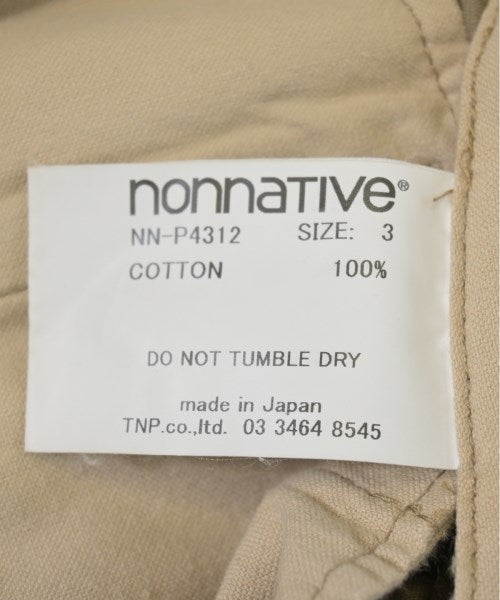 nonnative®
NN-P4312 SIZE: 3
COTTON 100%
DO NOT TUMBLE DRY
made in Japan
TNP.co.,ltd. 03 3464 8545